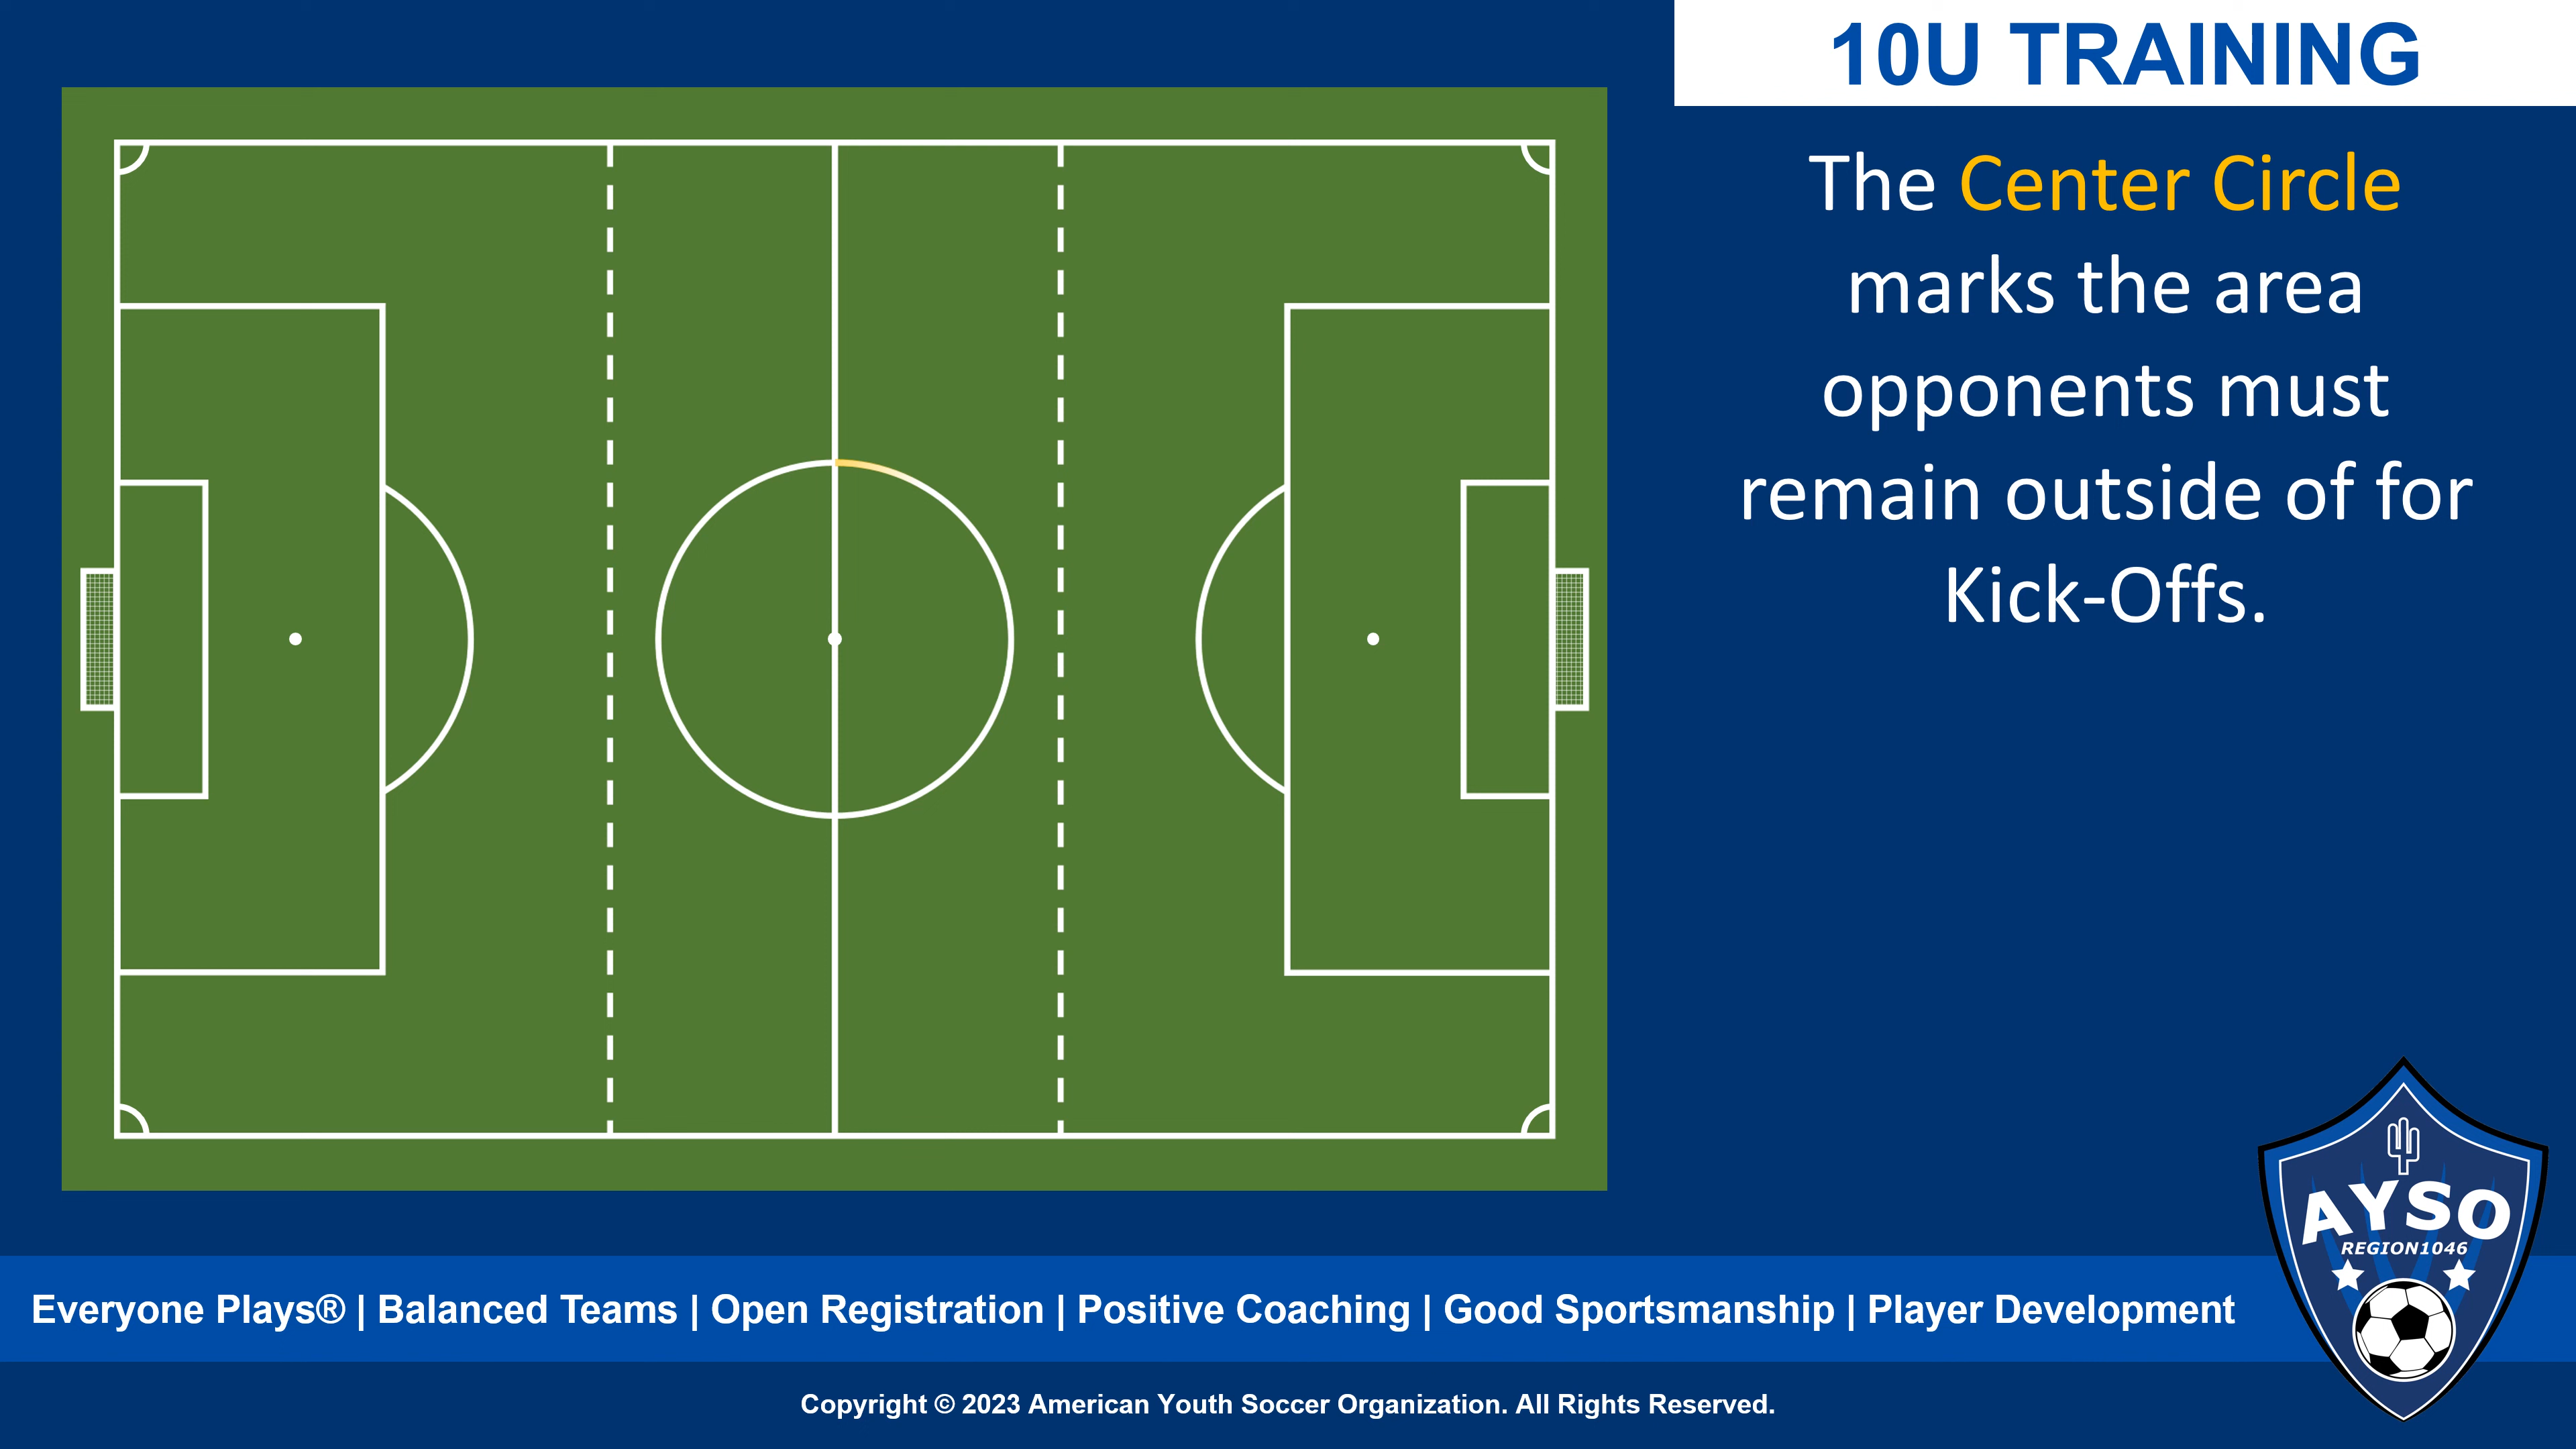 10U TRAINING
The Center Circle
marks the area
opponents must
remain outside of for
Kick-Offs.
AYSO
REGION1046
Everyone Plays® | Balanced Teams | Open Registration | Positive Coaching | Good Sportsmanship | Player Development
Copyright © 2023 American Youth Soccer Organization. All Rights Reserved.